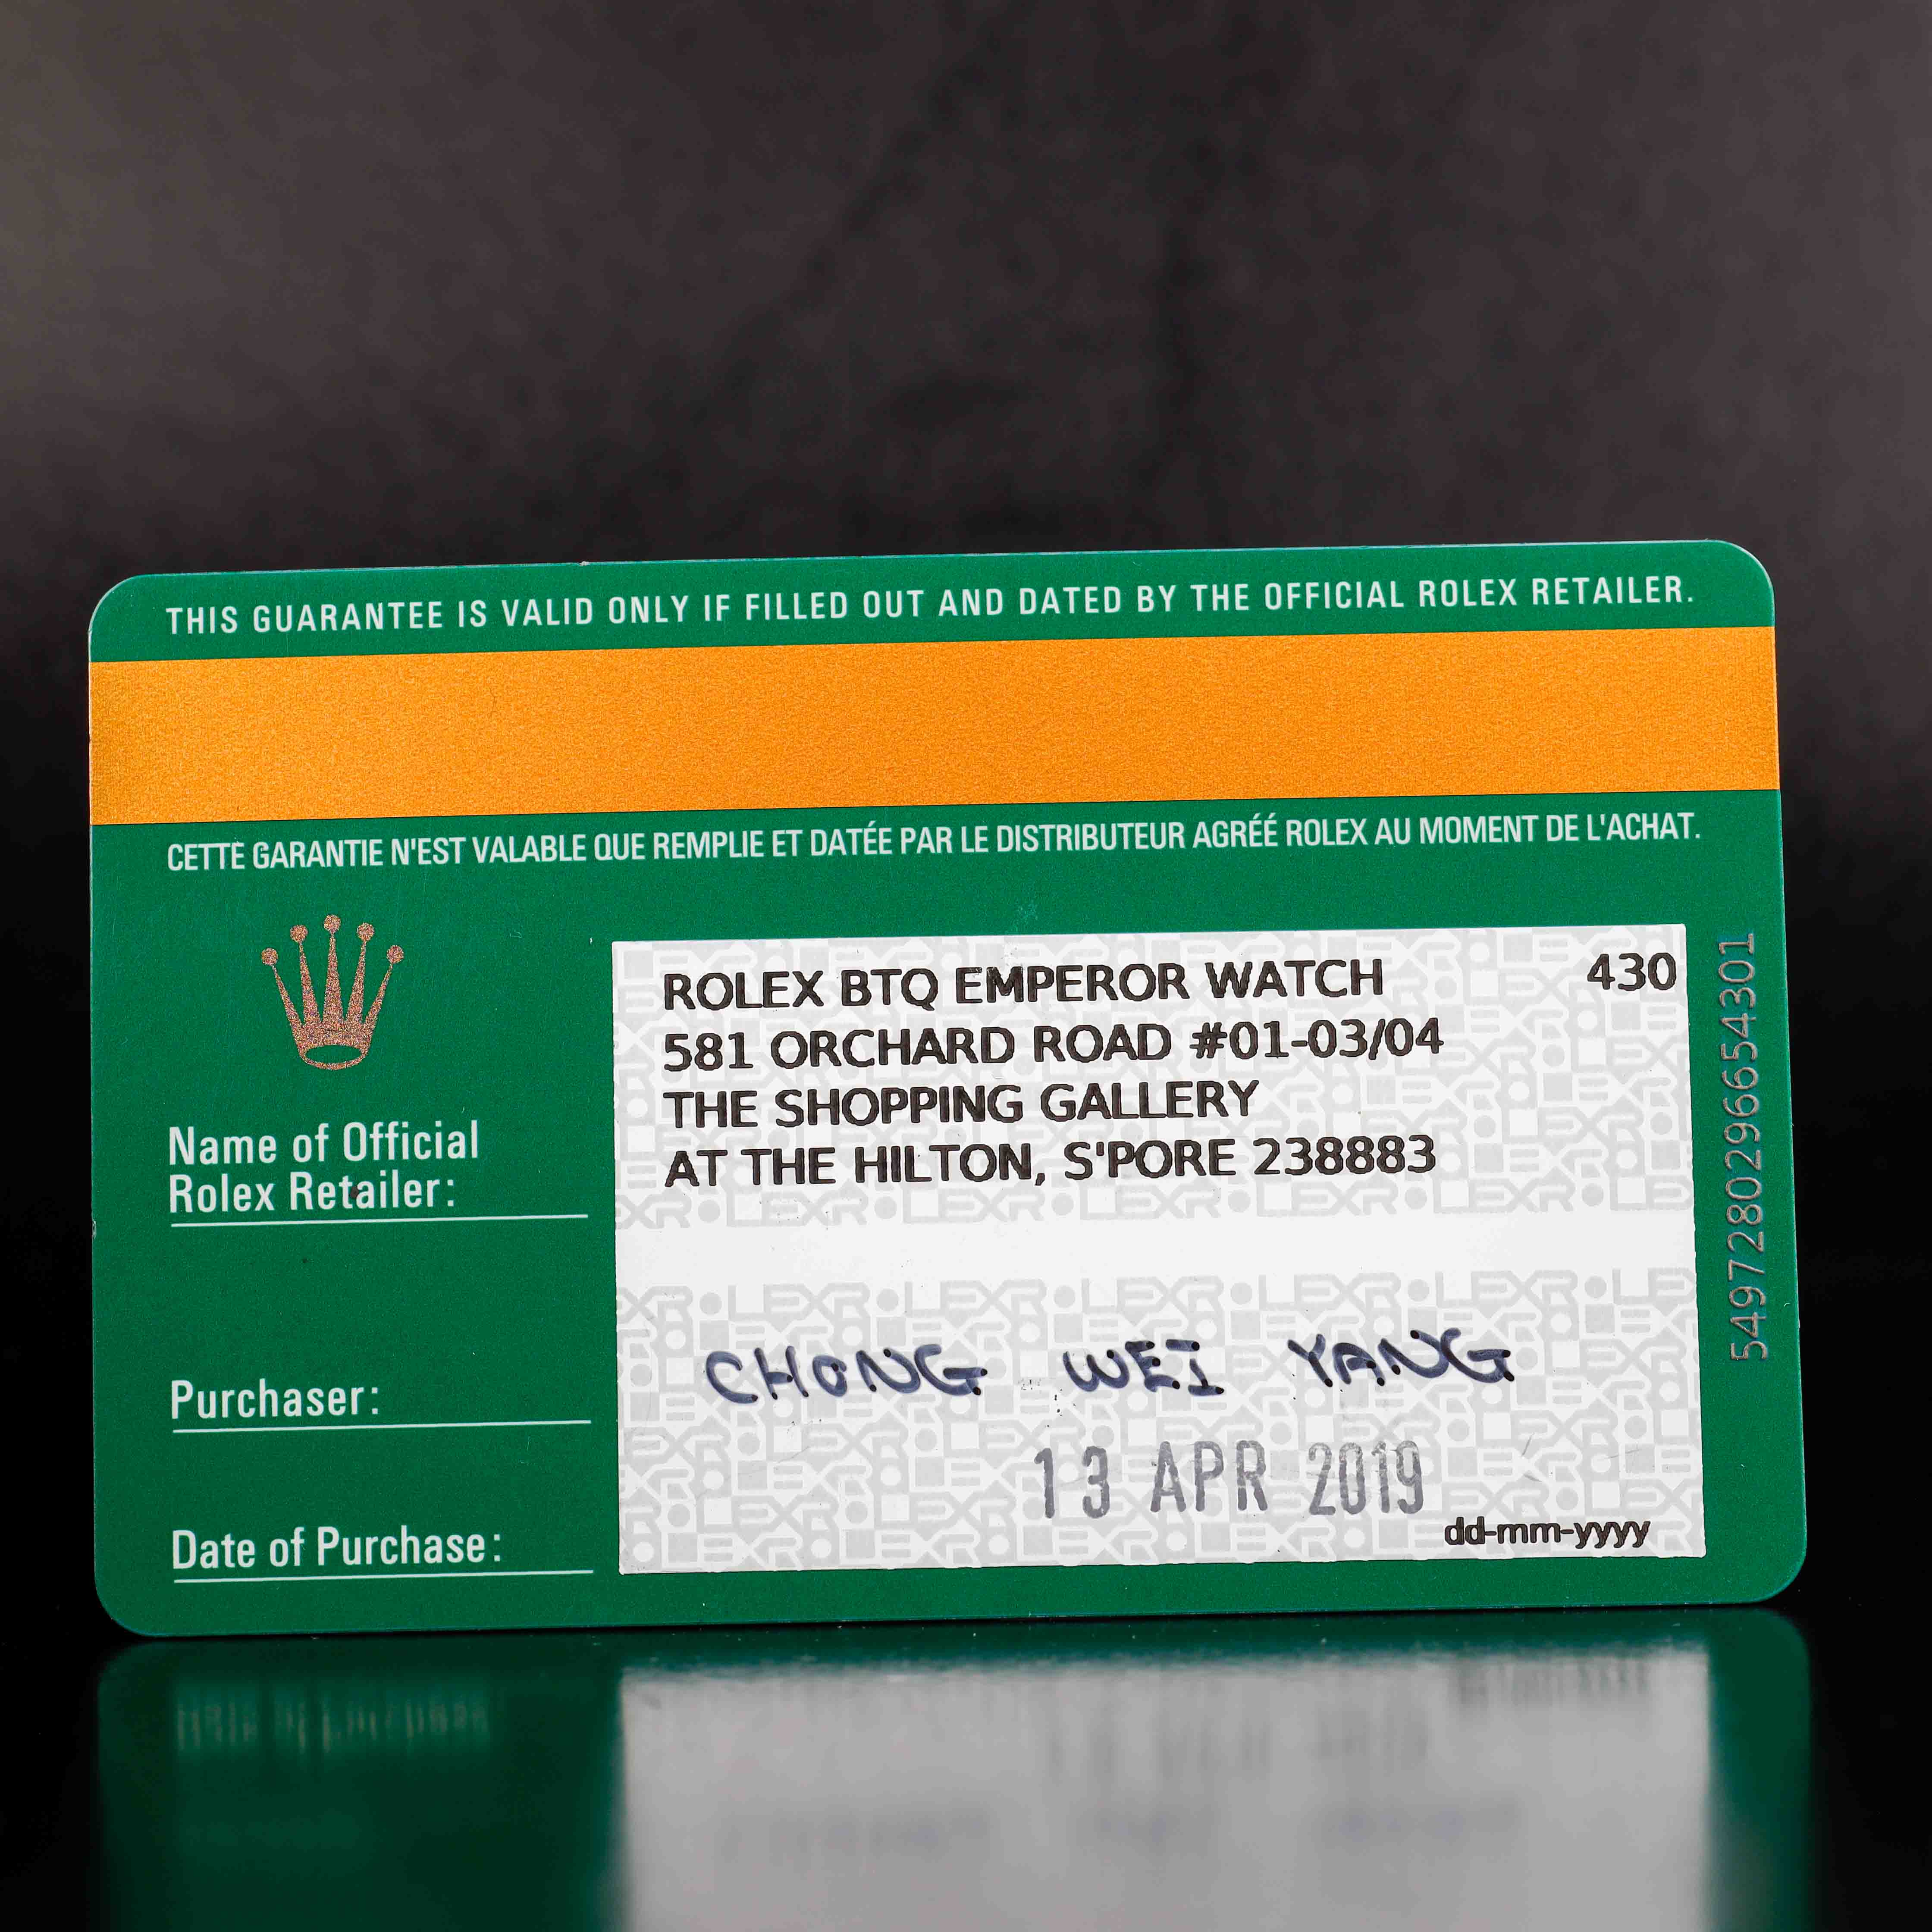 THIS GUARANTEE IS VALID ONLY IF FILLED OUT AND DATED BY THE OFFICIAL ROLEX RETAILER.
CETTE GARANTIE N'EST VALABLE QUE REMPLIE ET DATÉE PAR LE DISTRIBUTEUR AGRÉÉ ROLEX AU MOMENT DE L'ACHAT.
ROLEX BTQ EMPEROR WATCH 430
581 ORCHARD ROAD #01-03/04
THE SHOPPING GALLERY
AT THE HILTON, S'PORE 238883
Name of Official
Rolex Retailer:
Purchaser:
CHONG WEI YANG
Date of Purchase:
13 APR 2019
dd-mm-yyyy
5497280296654301